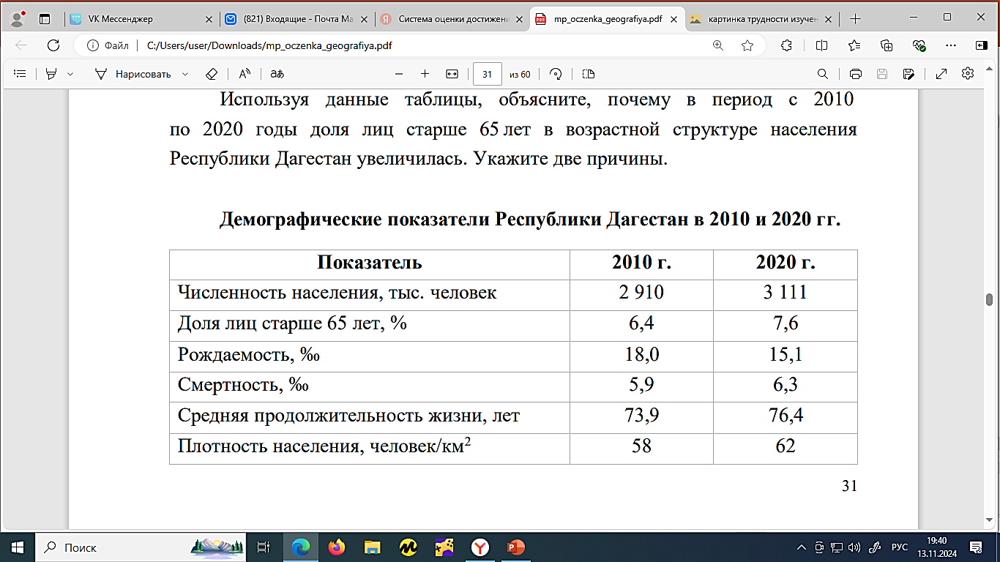 VK Мессенджер
(821) Входящие - Почта Ма
Система оценки достижени
mp_oczenka_geografiya.pdf
картинка трудности изучен
Файл
C:/Users/user/Downloads/mp_oczenka_geografiya.pdf
Нарисовать
31
из 60
Используя данные таблицы, объясните, почему в период с 2010
по 2020 годы доля лиц старше 65 лет в возрастной структуре населения
Республики Дагестан увеличилась. Укажите две причины.
Демографические показатели Республики Дагестан в 2010 и 2020 гг.
Показатель 2010 г. 2020 г.
Численность населения, тыс. человек 2 910 3 111
Доля лиц старше 65 лет, % 6,4 7,6
Рождаемость, ‰ 18,0 15,1
Смертность, ‰ 5,9 6,3
Средняя продолжительность жизни, лет 73,9 76,4
Плотность населения, человек/км² 58 62
31
Поиск
РУС
19:40
13.11.2024